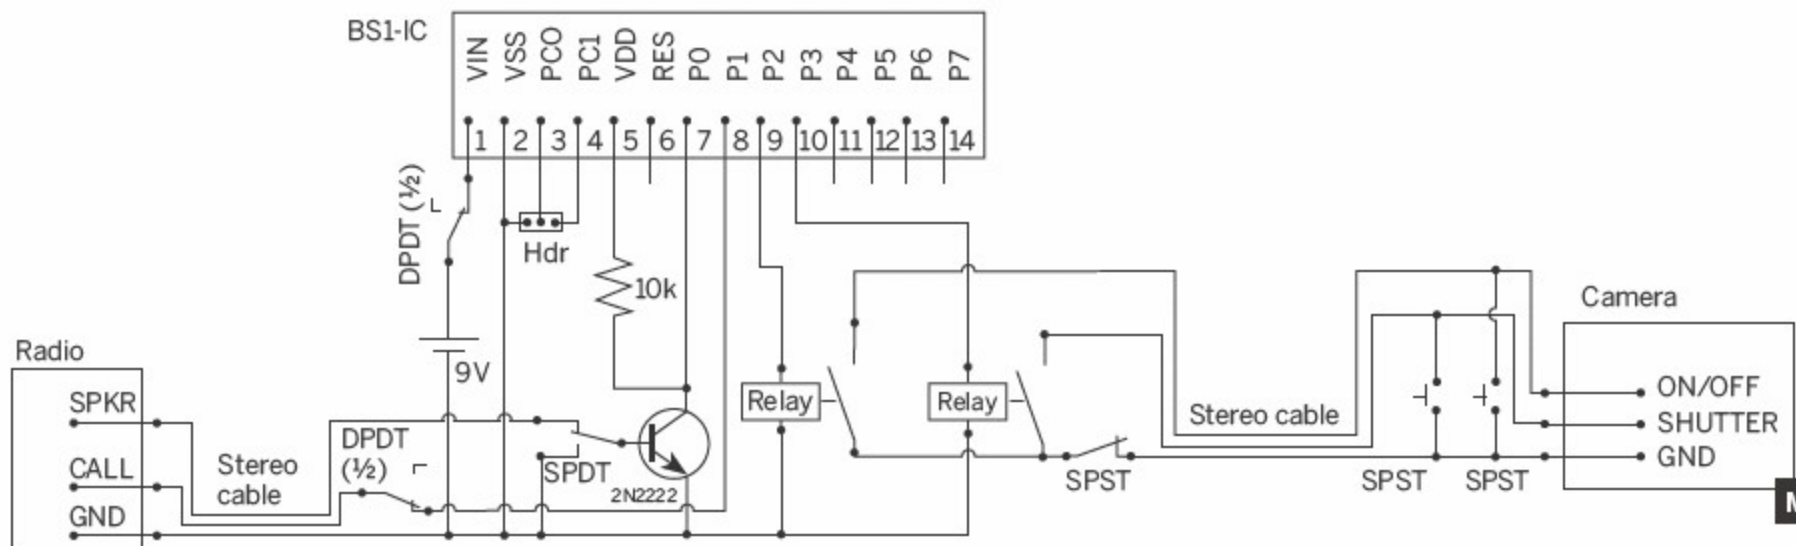 BS1-IC
VIN VSS PCO PC1 VDD RES P0 P1 P2 P3 P4 P5 P6 P7
1 2 3 4 5 6 7 8 9 10 11 12 13 14
DPDT (½)
Hdr
10k
9V
Radio
SPKR
CALL
GND
Stereo
cable
DPDT
(½)
SPDT
2N2222
Relay
Relay
SPST
Stereo cable
SPST
SPST
Camera
ON/OFF
SHUTTER
GND